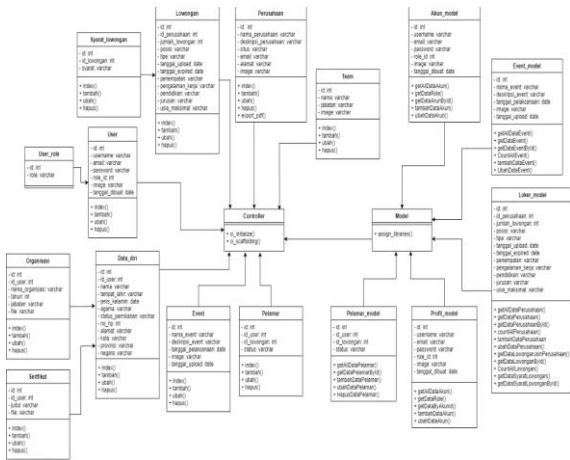 Syarat_lowongan
- id: int
- id_lowongan: int
- syarat: varchar
+ index()
+ tambah()
+ ubah()
+ hapus()
Lowongan
- id: int
- id_perusahaan: int
- jumlah_lowongan: int
- posisi: varchar
- tipe: varchar
- tanggal_upload: date
- tanggal_expired: date
- penempatan: varchar
- pengalaman_kerja: varchar
- pendidikan: varchar
- jurusan: varchar
- usia_maksimal: varchar
+ index()
+ tambah()
+ ubah()
+ hapus()
Perusahaan
- id: int
- nama_perusahaan: varchar
- deskripsi_perusahaan: varchar
- situs: varchar
- email: varchar
- alamat: varchar
- image: varchar
+ index()
+ tambah()
+ ubah()
+ hapus()
+ export_pdf()
Team
- id: int
- nama: varchar
- jabatan: varchar
- image: varchar
+ index()
+ tambah()
+ ubah()
+ hapus()
Akun_model
- id: int
- username: varchar
- email: varchar
- password: varchar
- role_id: int
- image: varchar
- tanggal_dibuat: date
+ getAllDataAkun()
+ getDataRole()
+ getDataAkunById()
+ tambahDataAkun()
+ ubahDataAkun()
Event_model
- id: int
- nama_event: varchar
- deskripsi_event: varchar
- tanggal_pelaksanaan: date
- image: varchar
- tanggal_upload: date
+ getAllDataEvent()
+ getDataEvent()
+ getDataEventById()
+ CountAllEvent()
+ tambahDataEvent()
+ UbahDataEvent()
User_role
- id: int
- role: varchar
User
- id: int
- username: varchar
- email: varchar
- password: varchar
- role_id: int
- image: varchar
- tanggal_dibuat: date
+ index()
+ tambah()
+ ubah()
+ hapus()
Controller
+ ci_initialize()
+ ci_scaffolding()
Model
+ assign_libraries()
Loker_model
- id: int
- id_perusahaan: int
- jumlah_lowongan: int
- posisi: varchar
- tipe: varchar
- tanggal_upload: date
- tanggal_expired: date
- penempatan: varchar
- pengalaman_kerja: varchar
- pendidikan: varchar
- jurusan: varchar
- usia_maksimal: varchar
+ getAllDataPerusahaan()
+ getDataPerusahaan()
+ getDataPerusahaanById()
+ countAllPerusahaan()
+ tambahDataPerusahaan
+ ubahDataPerusahaan()
+ getDataLowonganJoinPerusahaan
+ getDataLowonganById()
+ CountAllLowongan()
+ getDataSyaratLowongan()
+ getDataSyaratLowonganById()
Organisasi
- id: int
- id_user: int
- nama_organisasi: varchar
- tahun: int
- jabatan: varchar
- file: varchar
+ index()
+ tambah()
+ ubah()
+ hapus()
Data_diri
- id: int
- id_user: int
- nama: varchar
- tempat_lahir: varchar
- jenis_kelamin: date
- agama: varchar
- status_pernikahan: varchar
- no_hp: int
- alamat: varchar
- kota: varchar
- provinsi: varchar
- negara: varchar
+ index()
+ tambah()
+ ubah()
+ hapus()
Sertifikat
- id: int
- id_user: int
- judul: varchar
- file: varchar
+ index()
+ tambah()
+ ubah()
+ hapus()
Event
- id: int
- nama_event: varchar
- deskripsi_event: varchar
- tanggal_pelaksanaan: date
- image: varchar
- tanggal_upload: date
+ index()
+ tambah()
+ ubah()
+ hapus()
Pelamar
- id: int
- id_user: int
- id_lowongan: int
- status: varchar
+ index()
+ tambah()
+ ubah()
+ hapus()
Pelamar_model
- id: int
- id_user: int
- id_lowongan: int
- status: varchar
+ getAllDataPelamar()
+ getDataPelamarById()
+ tambahDataPelamar()
+ ubahDataPelamar()
+ HapusDataPelamar()
Profil_model
- id: int
- username: varchar
- email: varchar
- password: varchar
- role_id: int
- image: varchar
- tanggal_dibuat: date
+ getAllDataAkun()
+ getDataRole()
+ getDataByAkunId()
+ tambahDataAkun()
+ ubahDataAkun()